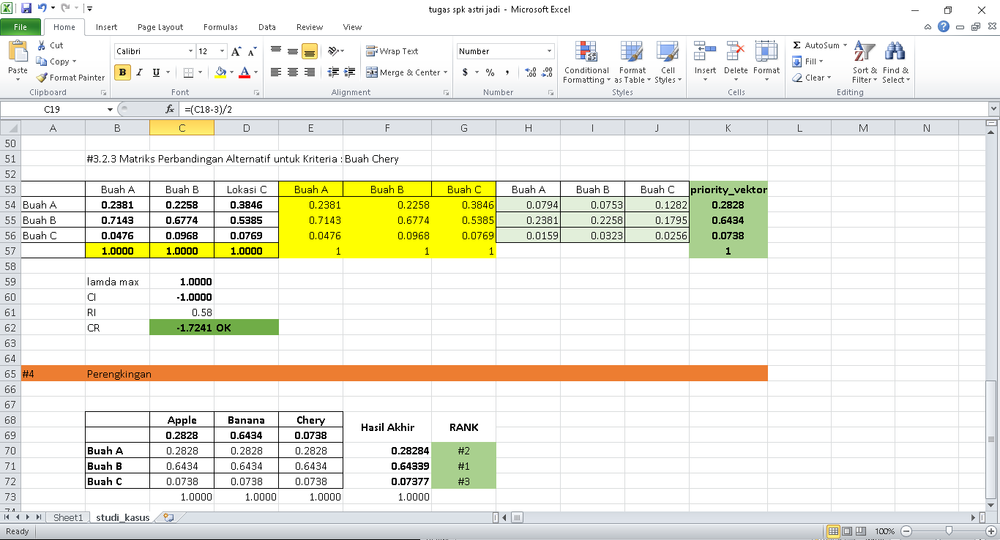 tugas spk astri jadi - Microsoft Excel
File Home Insert Page Layout Formulas Data Review View
Paste
Cut
Copy
Format Painter
Clipboard
Calibri 12
B I U
Font
Wrap Text
Merge & Center
Alignment
Number
$ % ,
Number
Conditional Formatting
Format as Table
Cell Styles
Styles
Insert Delete Format
Cells
AutoSum
Fill
Clear
Sort & Filter
Find & Select
Editing
C19 fx =(C18-3)/2
A B C D E F G H I J K L M N
50
51 #3.2.3 Matriks Perbandingan Alternatif untuk Kriteria : Buah Chery
52
53 Buah A Buah B Lokasi C Buah A Buah B Buah C Buah A Buah B Buah C priority_vektor
54 Buah A 0.2381 0.2258 0.3846 0.2381 0.2258 0.3846 0.0794 0.0753 0.1282 0.2828
55 Buah B 0.7143 0.6774 0.5385 0.7143 0.6774 0.5385 0.2381 0.2258 0.1795 0.6434
56 Buah C 0.0476 0.0968 0.0769 0.0476 0.0968 0.0769 0.0159 0.0323 0.0256 0.0738
57 1.0000 1.0000 1.0000 1 1 1 1
58
59 lamda max 1.0000
60 CI -1.0000
61 RI 0.58
62 CR -1.7241 OK
63
64
65 #4 Perengkingan
66
67
68 Apple Banana Chery
Hasil Akhir RANK
69 0.2828 0.6434 0.0738
70 Buah A 0.2828 0.2828 0.2828 0.28284 #2
71 Buah B 0.6434 0.6434 0.6434 0.64339 #1
72 Buah C 0.0738 0.0738 0.0738 0.07377 #3
73 1.0000 1.0000 1.0000 1.0000
Sheet1 studi_kasus
Ready 100%